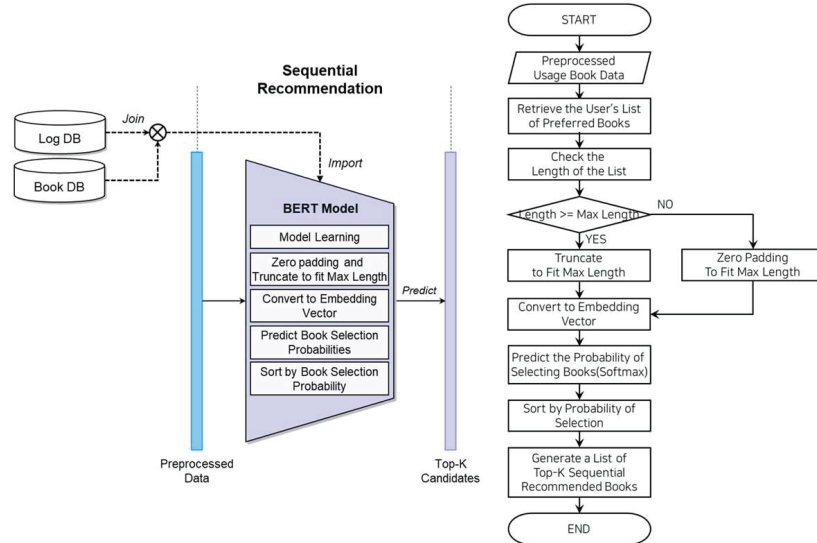 Sequential
Recommendation
Join
Log DB
Book DB
Import
BERT Model
Model Learning
Zero padding and
Truncate to fit Max Length
Convert to Embedding
Vector
Predict Book Selection
Probabilities
Sort by Book Selection
Probability
Predict
Preprocessed
Data
Top-K
Candidates
START
Preprocessed
Usage Book Data
Retrieve the User's List
of Preferred Books
Check the
Length of the List
Length >= Max Length
NO
YES
Truncate
to Fit Max Length
Zero Padding
To Fit Max Length
Convert to Embedding
Vector
Predict the Probability of
Selecting Books(Softmax)
Sort by Probability of
Selection
Generate a List of
Top-K Sequential
Recommended Books
END